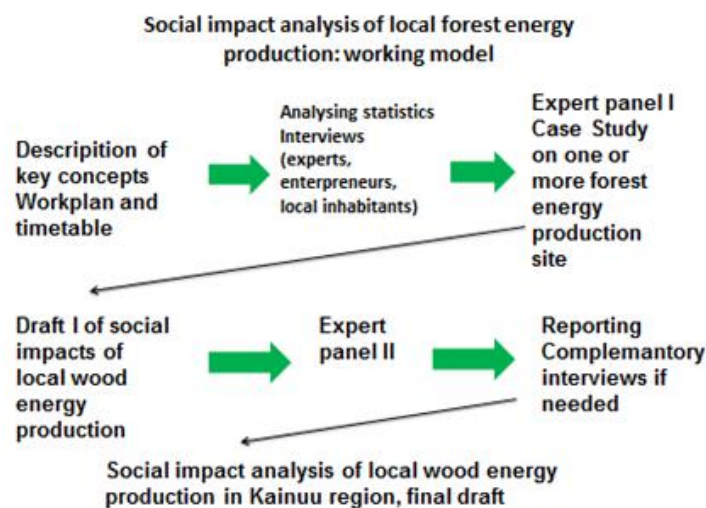 Social impact analysis of local forest energy
production: working model
Descripition of
key concepts
Workplan and
timetable
Analysing statistics
Interviews
(experts,
enterpreneurs,
local inhabitants)
Expert panel I
Case Study
on one or
more forest
energy
production
site
Draft I of social
impacts of
local wood
energy
production
Expert
panel II
Reporting
Complemantory
interviews if
needed
Social impact analysis of local wood energy
production in Kainuu region, final draft